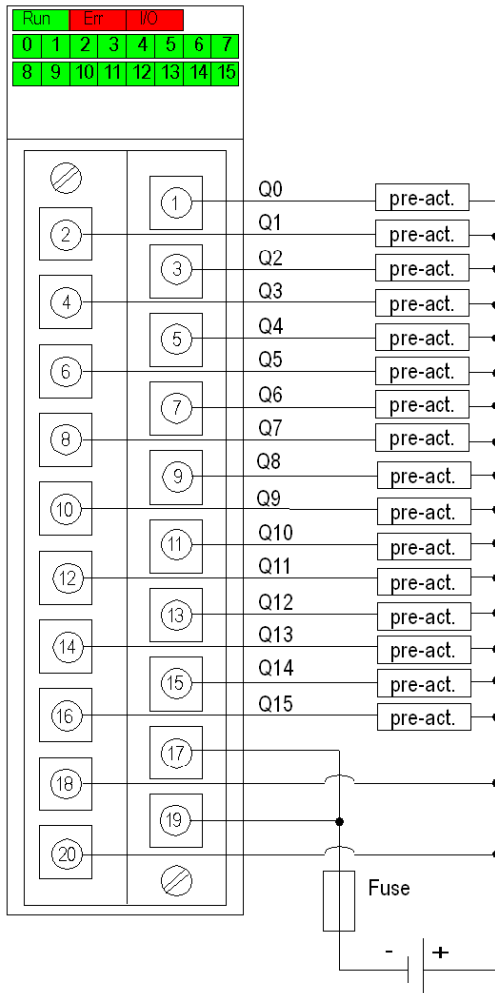 Run Err I/O
0 1 2 3 4 5 6 7
8 9 10 11 12 13 14 15
1 Q0 pre-act.
2 Q1 pre-act.
3 Q2 pre-act.
4 Q3 pre-act.
5 Q4 pre-act.
6 Q5 pre-act.
7 Q6 pre-act.
8 Q7 pre-act.
9 Q8 pre-act.
10 Q9 pre-act.
11 Q10 pre-act.
12 Q11 pre-act.
13 Q12 pre-act.
14 Q13 pre-act.
15 Q14 pre-act.
16 Q15 pre-act.
17
18
19
20
Fuse
- +